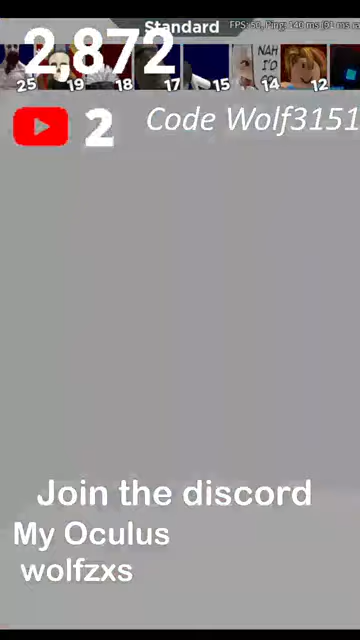 Standard
2,872
NAH
I'D
25 19 18 17 15 14 12
2
Code Wolf3151
Join the discord
My Oculus
wolfzxs